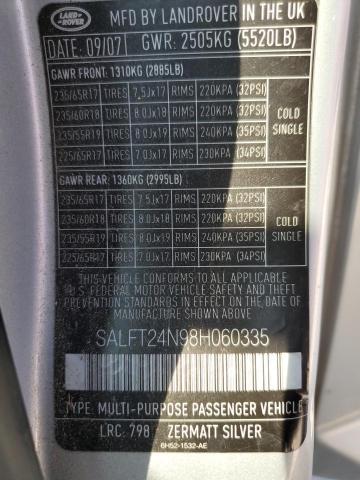 LAND ROVER
MFD BY LANDROVER IN THE UK
DATE: 09/07 GWR: 2505KG (5520LB)
GAWR FRONT: 1310KG (2885LB)
235/65R17 TIRES 7.5Jx17 RIMS 220KPA (32PSI)
235/60R18 TIRES 8.0Jx18 RIMS 220KPA (32PSI)
235/55R19 TIRES 8.0Jx19 RIMS 240KPA (35PSI)
225/65R17 TIRES 7.0Jx17 RIMS 230KPA (34PSI)
COLD
SINGLE
GAWR REAR: 1360KG (2995LB)
235/65R17 TIRES 7.5Jx17 RIMS 220KPA (32PSI)
235/60R18 TIRES 8.0Jx18 RIMS 220KPA (32PSI)
235/55R19 TIRES 8.0Jx19 RIMS 240KPA (35PSI)
225/65R17 TIRES 7.0Jx17 RIMS 230KPA (34PSI)
COLD
SINGLE
THIS VEHICLE CONFORMS TO ALL APPLICABLE
U.S. FEDERAL MOTOR VEHICLE SAFETY AND THEFT
PREVENTION STANDARDS IN EFFECT ON THE DATE
OF MANUFACTURE SHOWN ABOVE
SALFT24N98H060335
TYPE: MULTI-PURPOSE PASSENGER VEHICLE
LRC: 798 ZERMATT SILVER
6H52-1532-AE